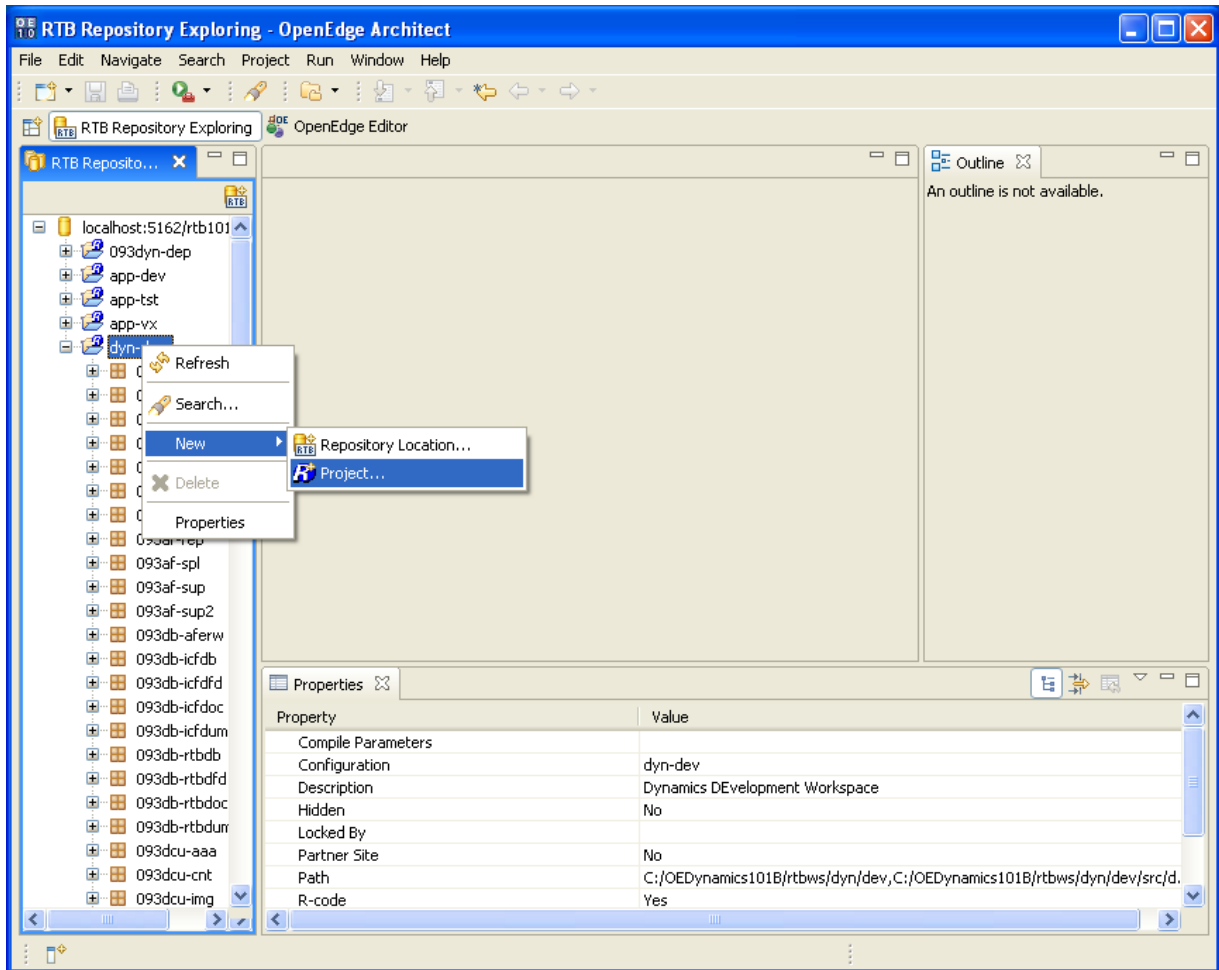 RTB Repository Exploring - OpenEdge Architect
File Edit Navigate Search Project Run Window Help
RTB Repository Exploring OpenEdge Editor
RTB Reposito...
Outline
An outline is not available.
localhost:5162/rtb101
093dyn-dep
app-dev
app-tst
app-vx
Refresh
Search...
New
Repository Location...
Project...
Delete
Properties
093af-spl
093af-sup
093af-sup2
093db-aferw
093db-icfdb
093db-icfdfd
093db-icfdoc
093db-icfdum
093db-rtbdb
093db-rtbdfd
093db-rtbdoc
093db-rtbdum
093dcu-aaa
093dcu-cnt
093dcu-img
Properties
Property Value
Compile Parameters
Configuration dyn-dev
Description Dynamics DEvelopment Workspace
Hidden No
Locked By
Partner Site No
Path C:/OEDynamics101B/rtbws/dyn/dev,C:/OEDynamics101B/rtbws/dyn/dev/src/d.
R-code Yes